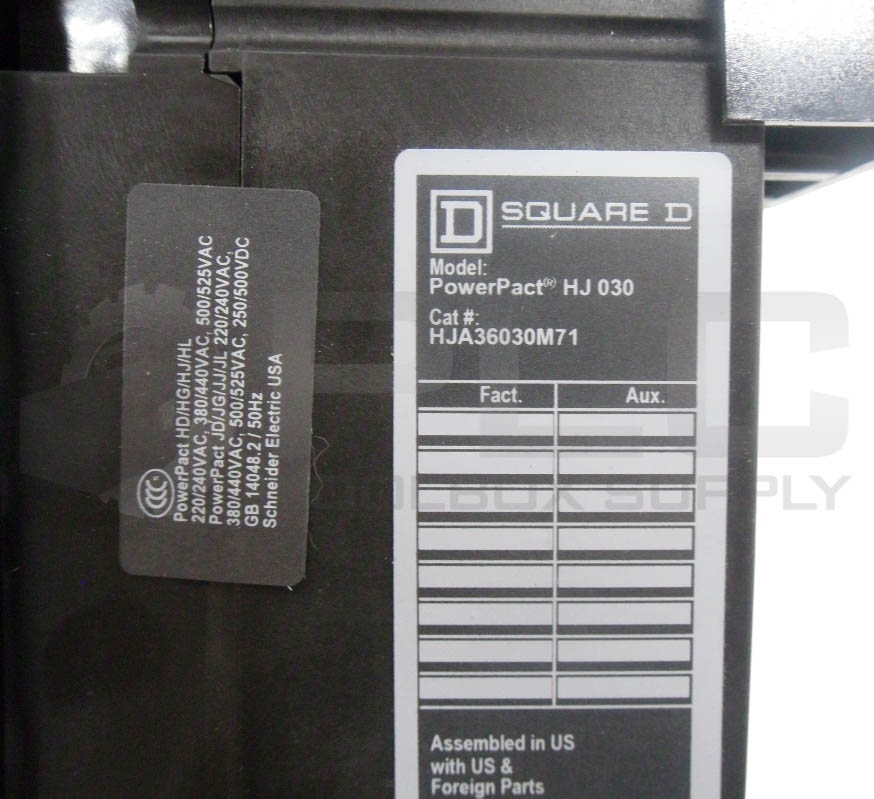 PowerPact HD/HG/HJ/HL
220/240VAC, 380/440VAC, 500/525VAC
PowerPact JD/JG/JJ/JL 220/240VAC,
380/440VAC, 500/525VAC, 250/500VDC
GB 14048.2 / 50Hz
Schneider Electric USA
D SQUARE D
Model:
PowerPact® HJ 030
Cat #:
HJA36030M71
Fact. Aux.
Assembled in US
with US &
Foreign Parts
PLC
TOOLBOX SUPPLY